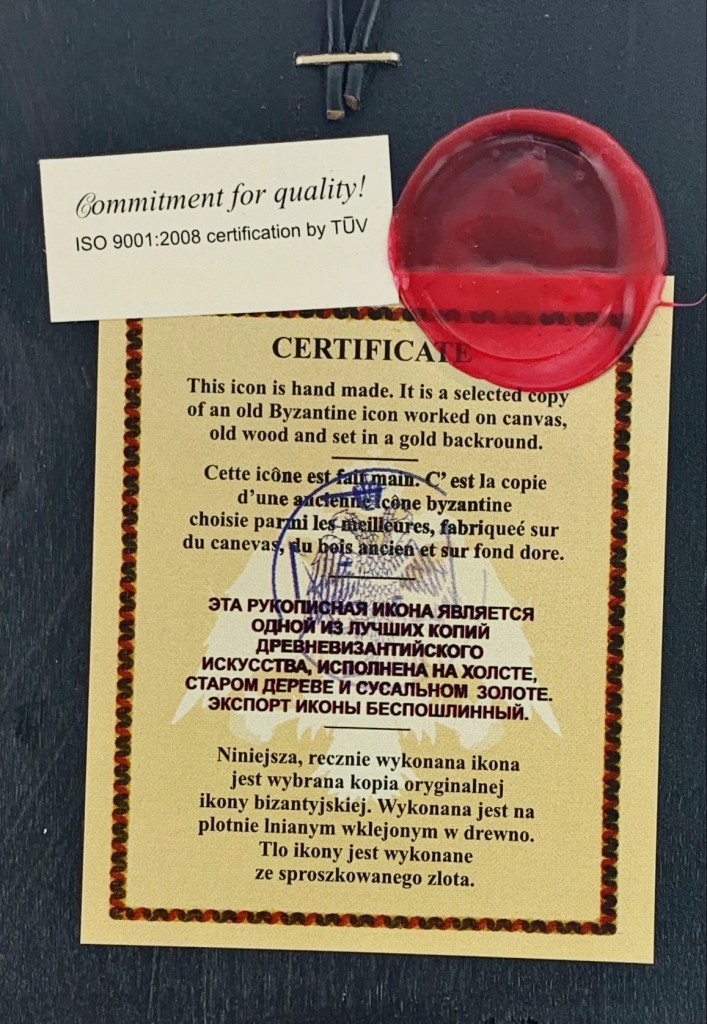 Commitment for quality!
ISO 9001:2008 certification by TŪV
CERTIFICATE
This icon is hand made. It is a selected copy
of an old Byzantine icon worked on canvas,
old wood and set in a gold backround.
Cette icône est fait main. C' est la copie
d'une ancienne icône byzantine
choisie parmi les meilleures, fabriqueé sur
du canevas, du bois ancien et sur fond dore.
ЭТА РУКОПИСНАЯ ИКОНА ЯВЛЯЕТСЯ
ОДНОЙ ИЗ ЛУЧШИХ КОПИЙ
ДРЕВНЕВИЗАНТИЙСКОГО
ИСКУССТВА, ИСПОЛНЕНА НА ХОЛСТЕ,
СТАРОМ ДЕРЕВЕ И СУСАЛЬНОМ ЗОЛОТЕ.
ЭКСПОРТ ИКОНЫ БЕСПОШЛИННЫЙ.
Niniejsza, recznie wykonana ikona
jest wybrana kopia oryginalnej
ikony bizantyjskiej. Wykonana jest na
plotnie lnianym wklejonym w drewno.
Tlo ikony jest wykonane
ze sproszkowanego zlota.